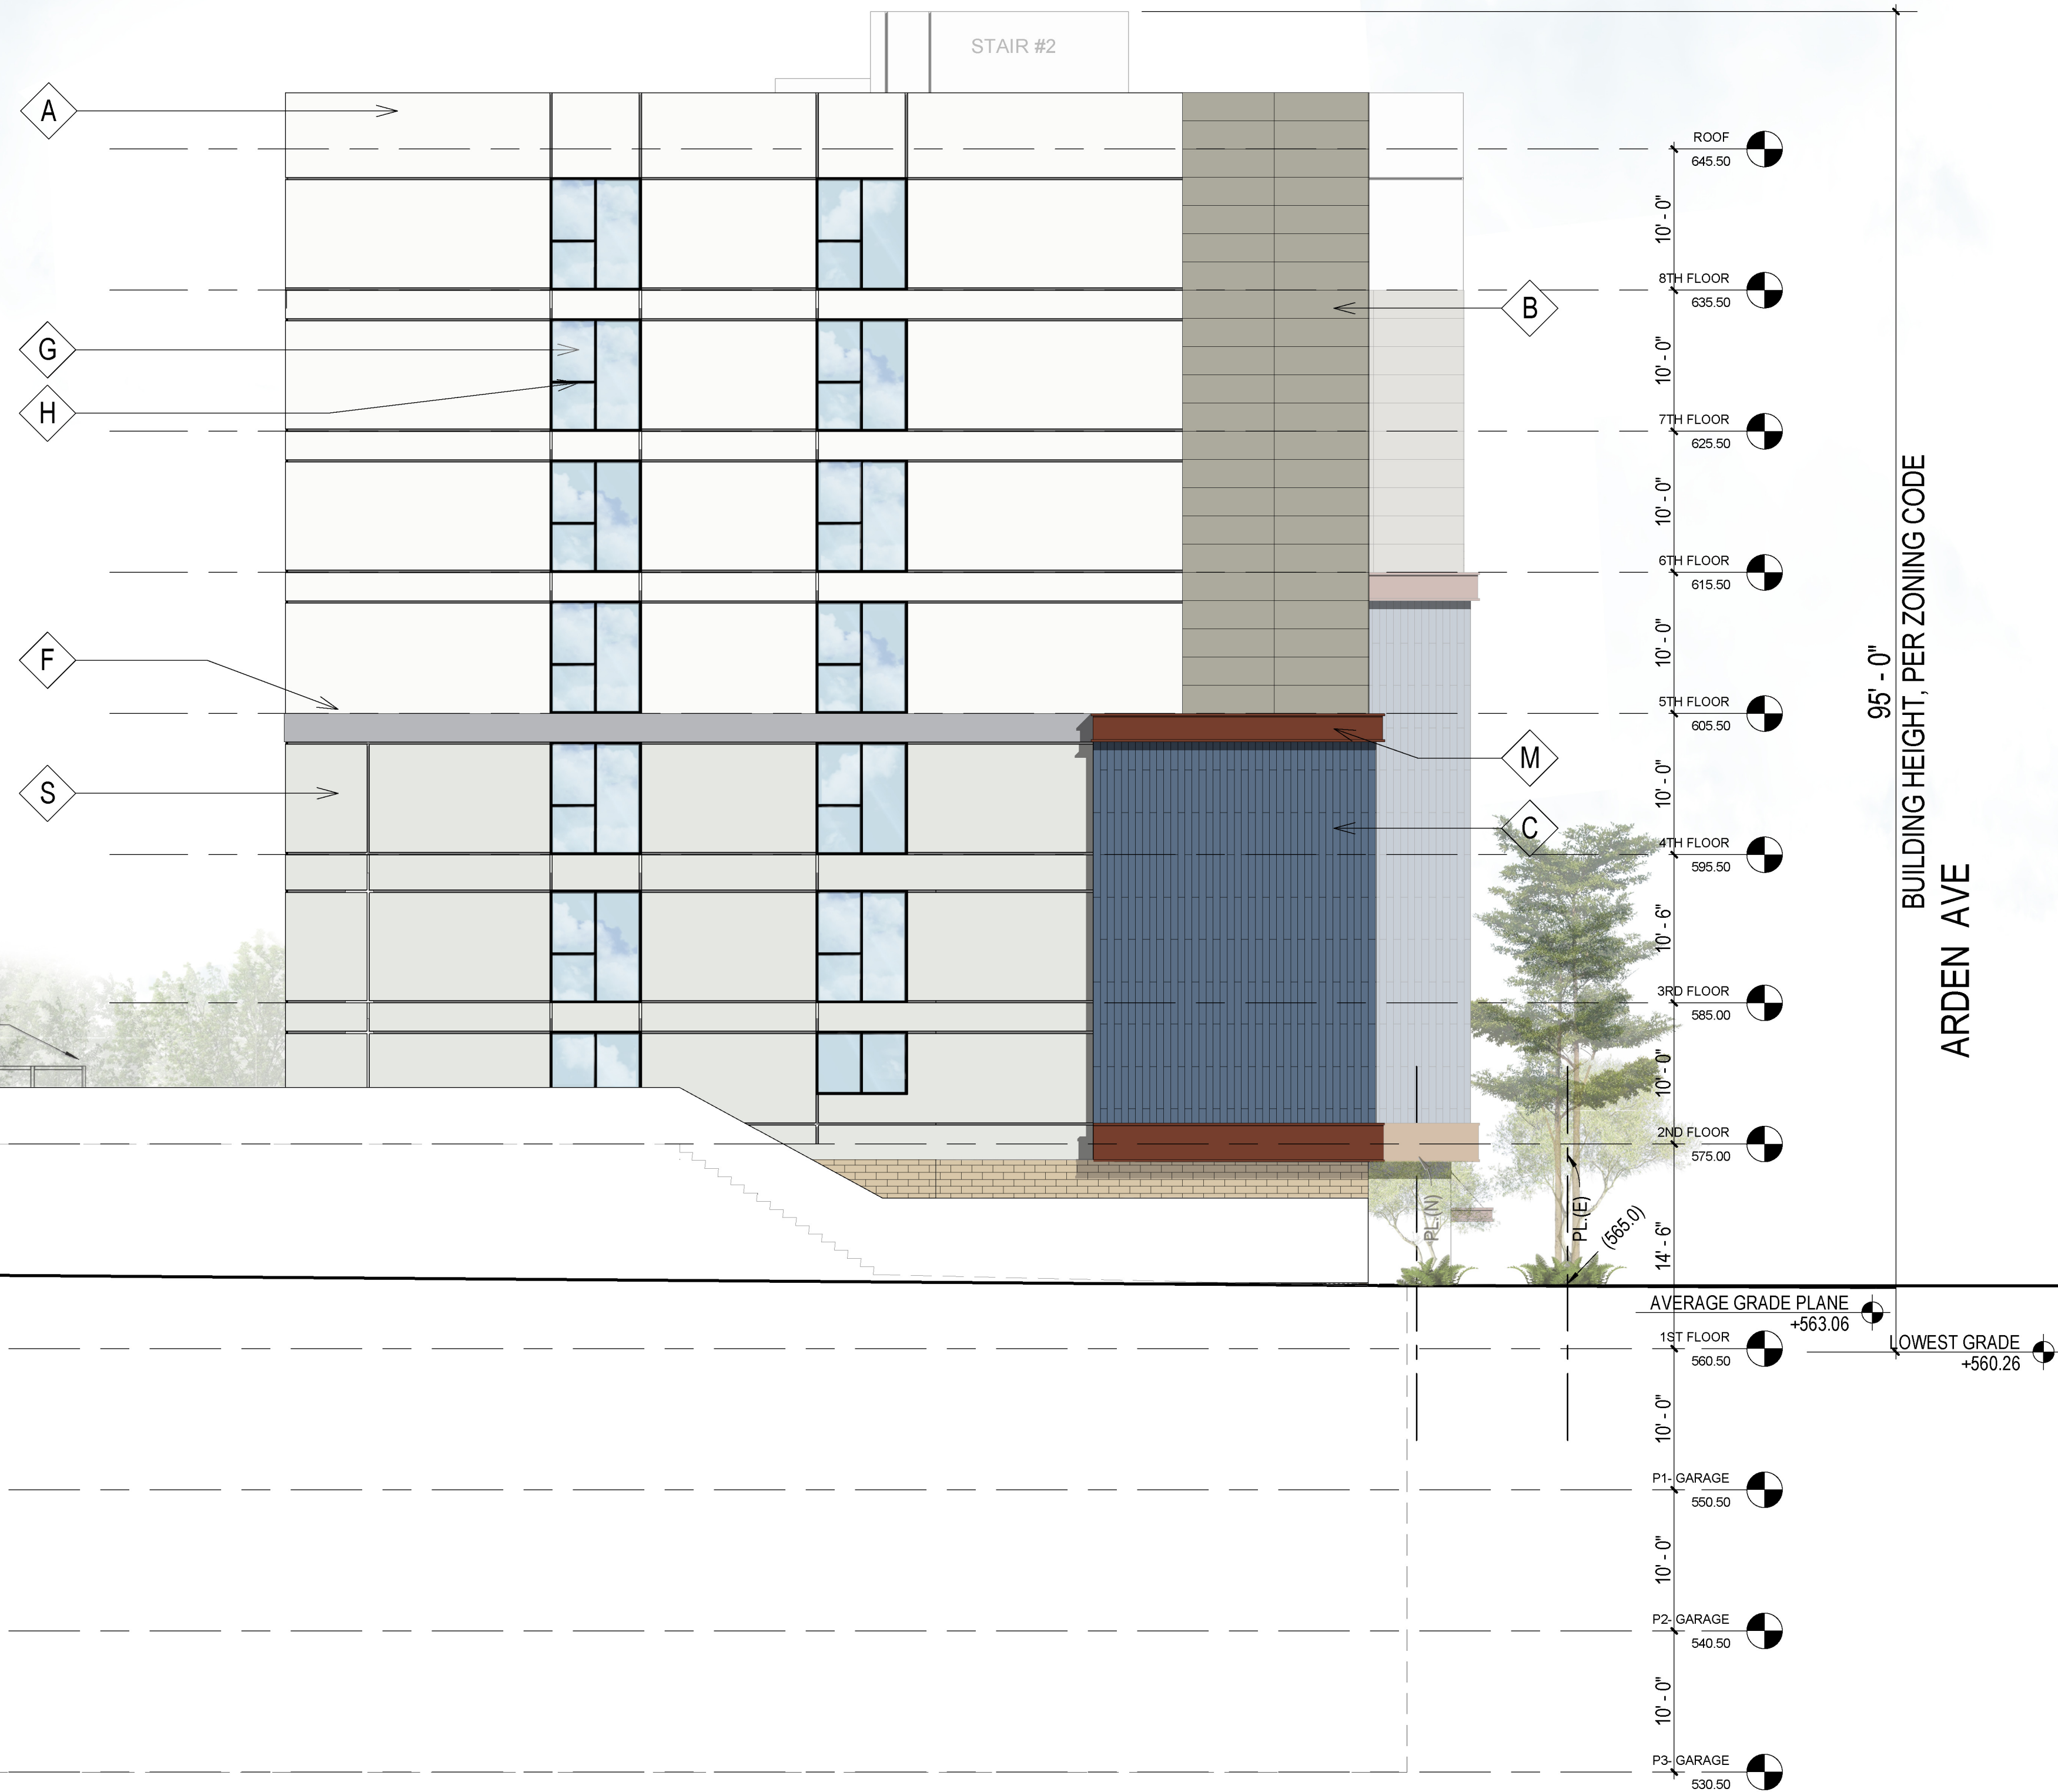 STAIR #2
A
ROOF
645.50
10' - 0"
8TH FLOOR
635.50
B
G
10' - 0"
H
7TH FLOOR
625.50
10' - 0"
6TH FLOOR
615.50
10' - 0"
F
5TH FLOOR
605.50
95' - 0"
BUILDING HEIGHT, PER ZONING CODE
M
S
10' - 0"
C
4TH FLOOR
595.50
10' - 6"
ARDEN AVE
3RD FLOOR
585.00
10' - 0"
2ND FLOOR
575.00
PL.(N)
PL.(E)
(565.0)
14' - 6"
AVERAGE GRADE PLANE
+563.06
1ST FLOOR
560.50
LOWEST GRADE
+560.26
10' - 0"
P1- GARAGE
550.50
10' - 0"
P2- GARAGE
540.50
10' - 0"
P3- GARAGE
530.50